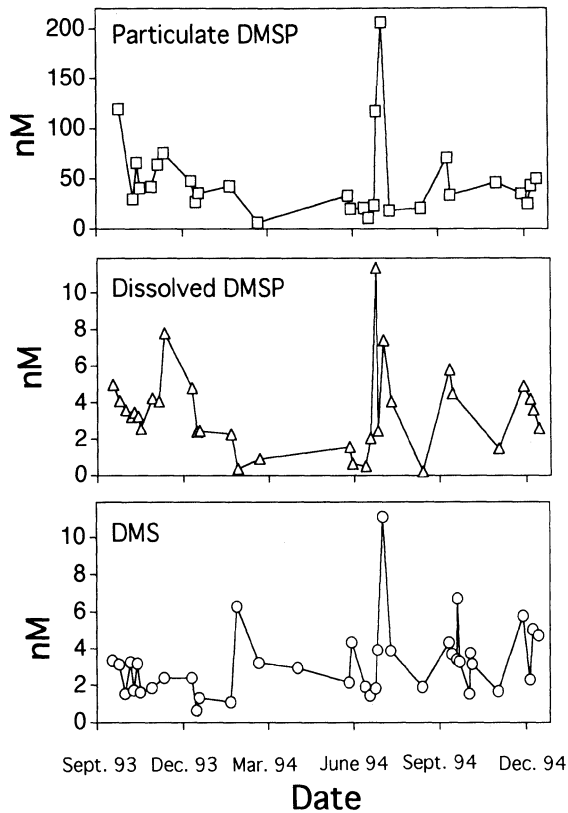 Particulate DMSP
200
150
100
50
0
nM
Dissolved DMSP
10
8
6
4
2
0
nM
DMS
10
8
6
4
2
0
nM
Sept. 93 Dec. 93 Mar. 94 June 94 Sept. 94 Dec. 94
Date